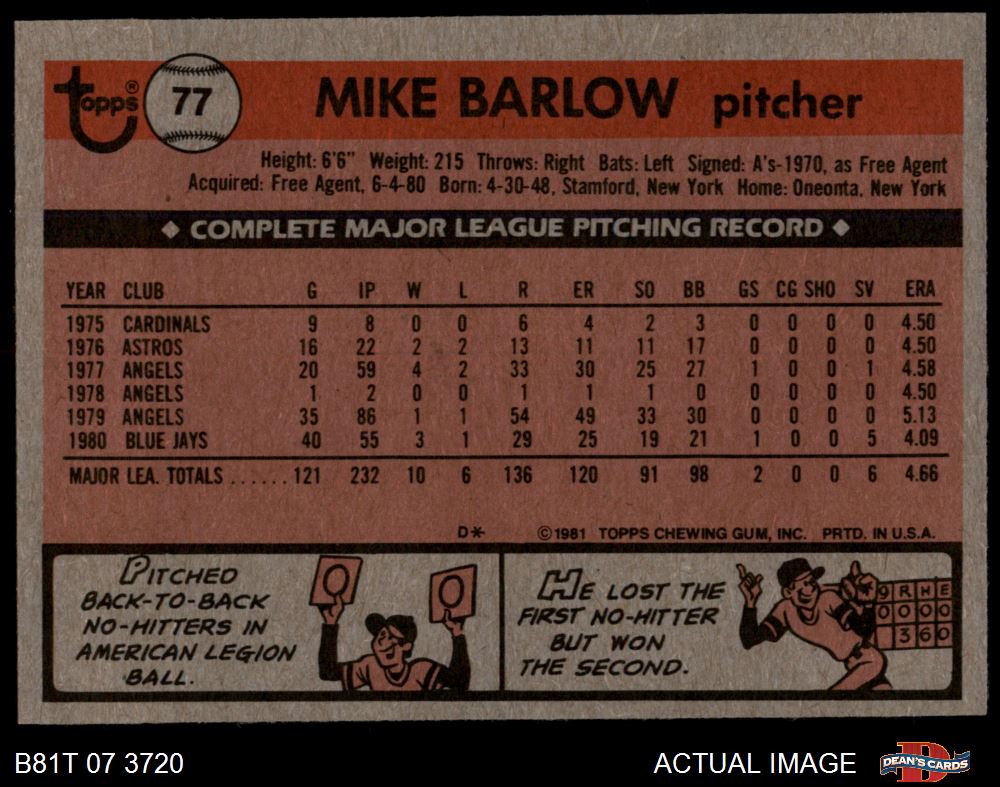 topps®
77
MIKE BARLOW pitcher
Height: 6'6" Weight: 215 Throws: Right Bats: Left Signed: A's-1970, as Free Agent
Acquired: Free Agent, 6-4-80 Born: 4-30-48, Stamford, New York Home: Oneonta, New York
◆ COMPLETE MAJOR LEAGUE PITCHING RECORD ◆
YEAR CLUB G IP W L R ER SO BB GS CG SHO SV ERA
1975 CARDINALS 9 8 0 0 6 4 2 3 0 0 0 0 4.50
1976 ASTROS 16 22 2 2 13 11 11 17 0 0 0 0 4.50
1977 ANGELS 20 59 4 2 33 30 25 27 1 0 0 1 4.58
1978 ANGELS 1 2 0 0 1 1 1 0 0 0 0 0 4.50
1979 ANGELS 35 86 1 1 54 49 33 30 0 0 0 0 5.13
1980 BLUE JAYS 40 55 3 1 29 25 19 21 1 0 0 5 4.09
MAJOR LEA. TOTALS ......121 232 10 6 136 120 91 98 2 0 0 6 4.66
D* ©1981 TOPPS CHEWING GUM, INC. PRTD. IN U.S.A.
PITCHED
BACK-TO-BACK
NO-HITTERS IN
AMERICAN LEGION
BALL.
0 0
HE LOST THE
FIRST NO-HITTER
BUT WON
THE SECOND.
9 R H E
0 0 0 0
3 6 0
B81T 07 3720
ACTUAL IMAGE
DEAN'S CARDS